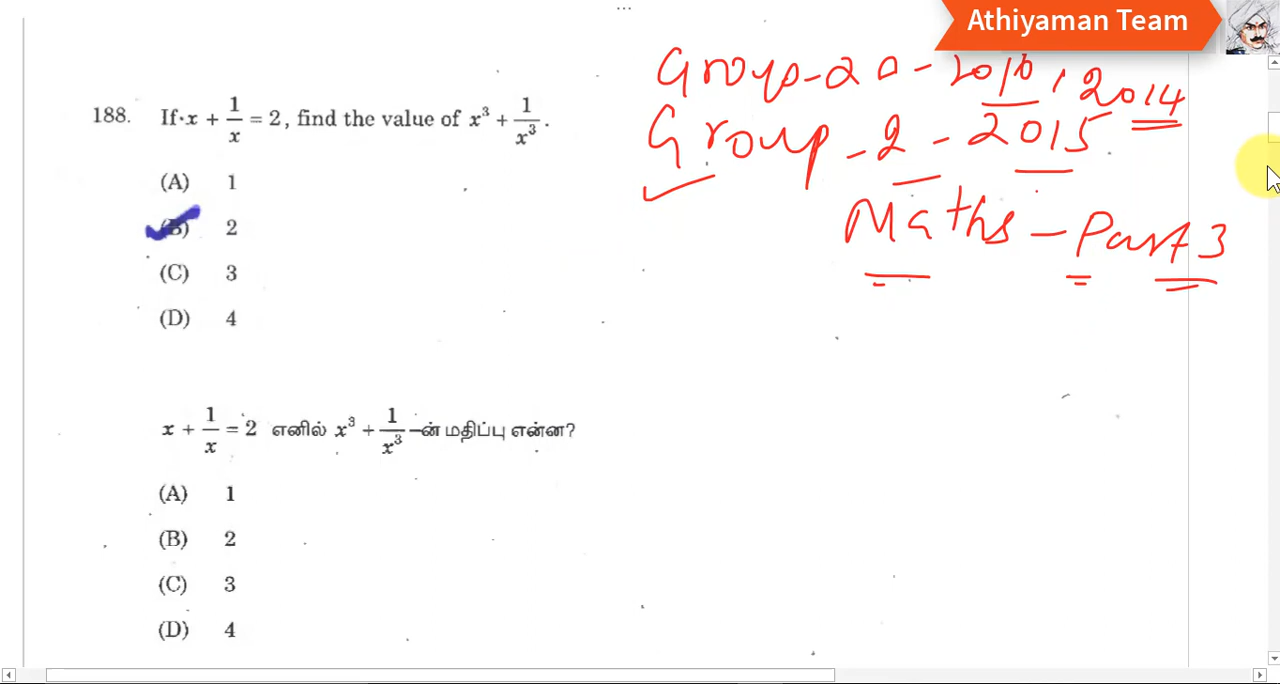 ...
Athiyaman Team
Group-2A - 2016, 2014
Group - 2 - 2015
Maths - Part 3
188. If x + 1/x = 2, find the value of x³ + 1/x³.
(A) 1
(B) 2
(C) 3
(D) 4
x + 1/x = 2 எனில் x³ + 1/x³ –ன் மதிப்பு என்ன?
(A) 1
(B) 2
(C) 3
(D) 4